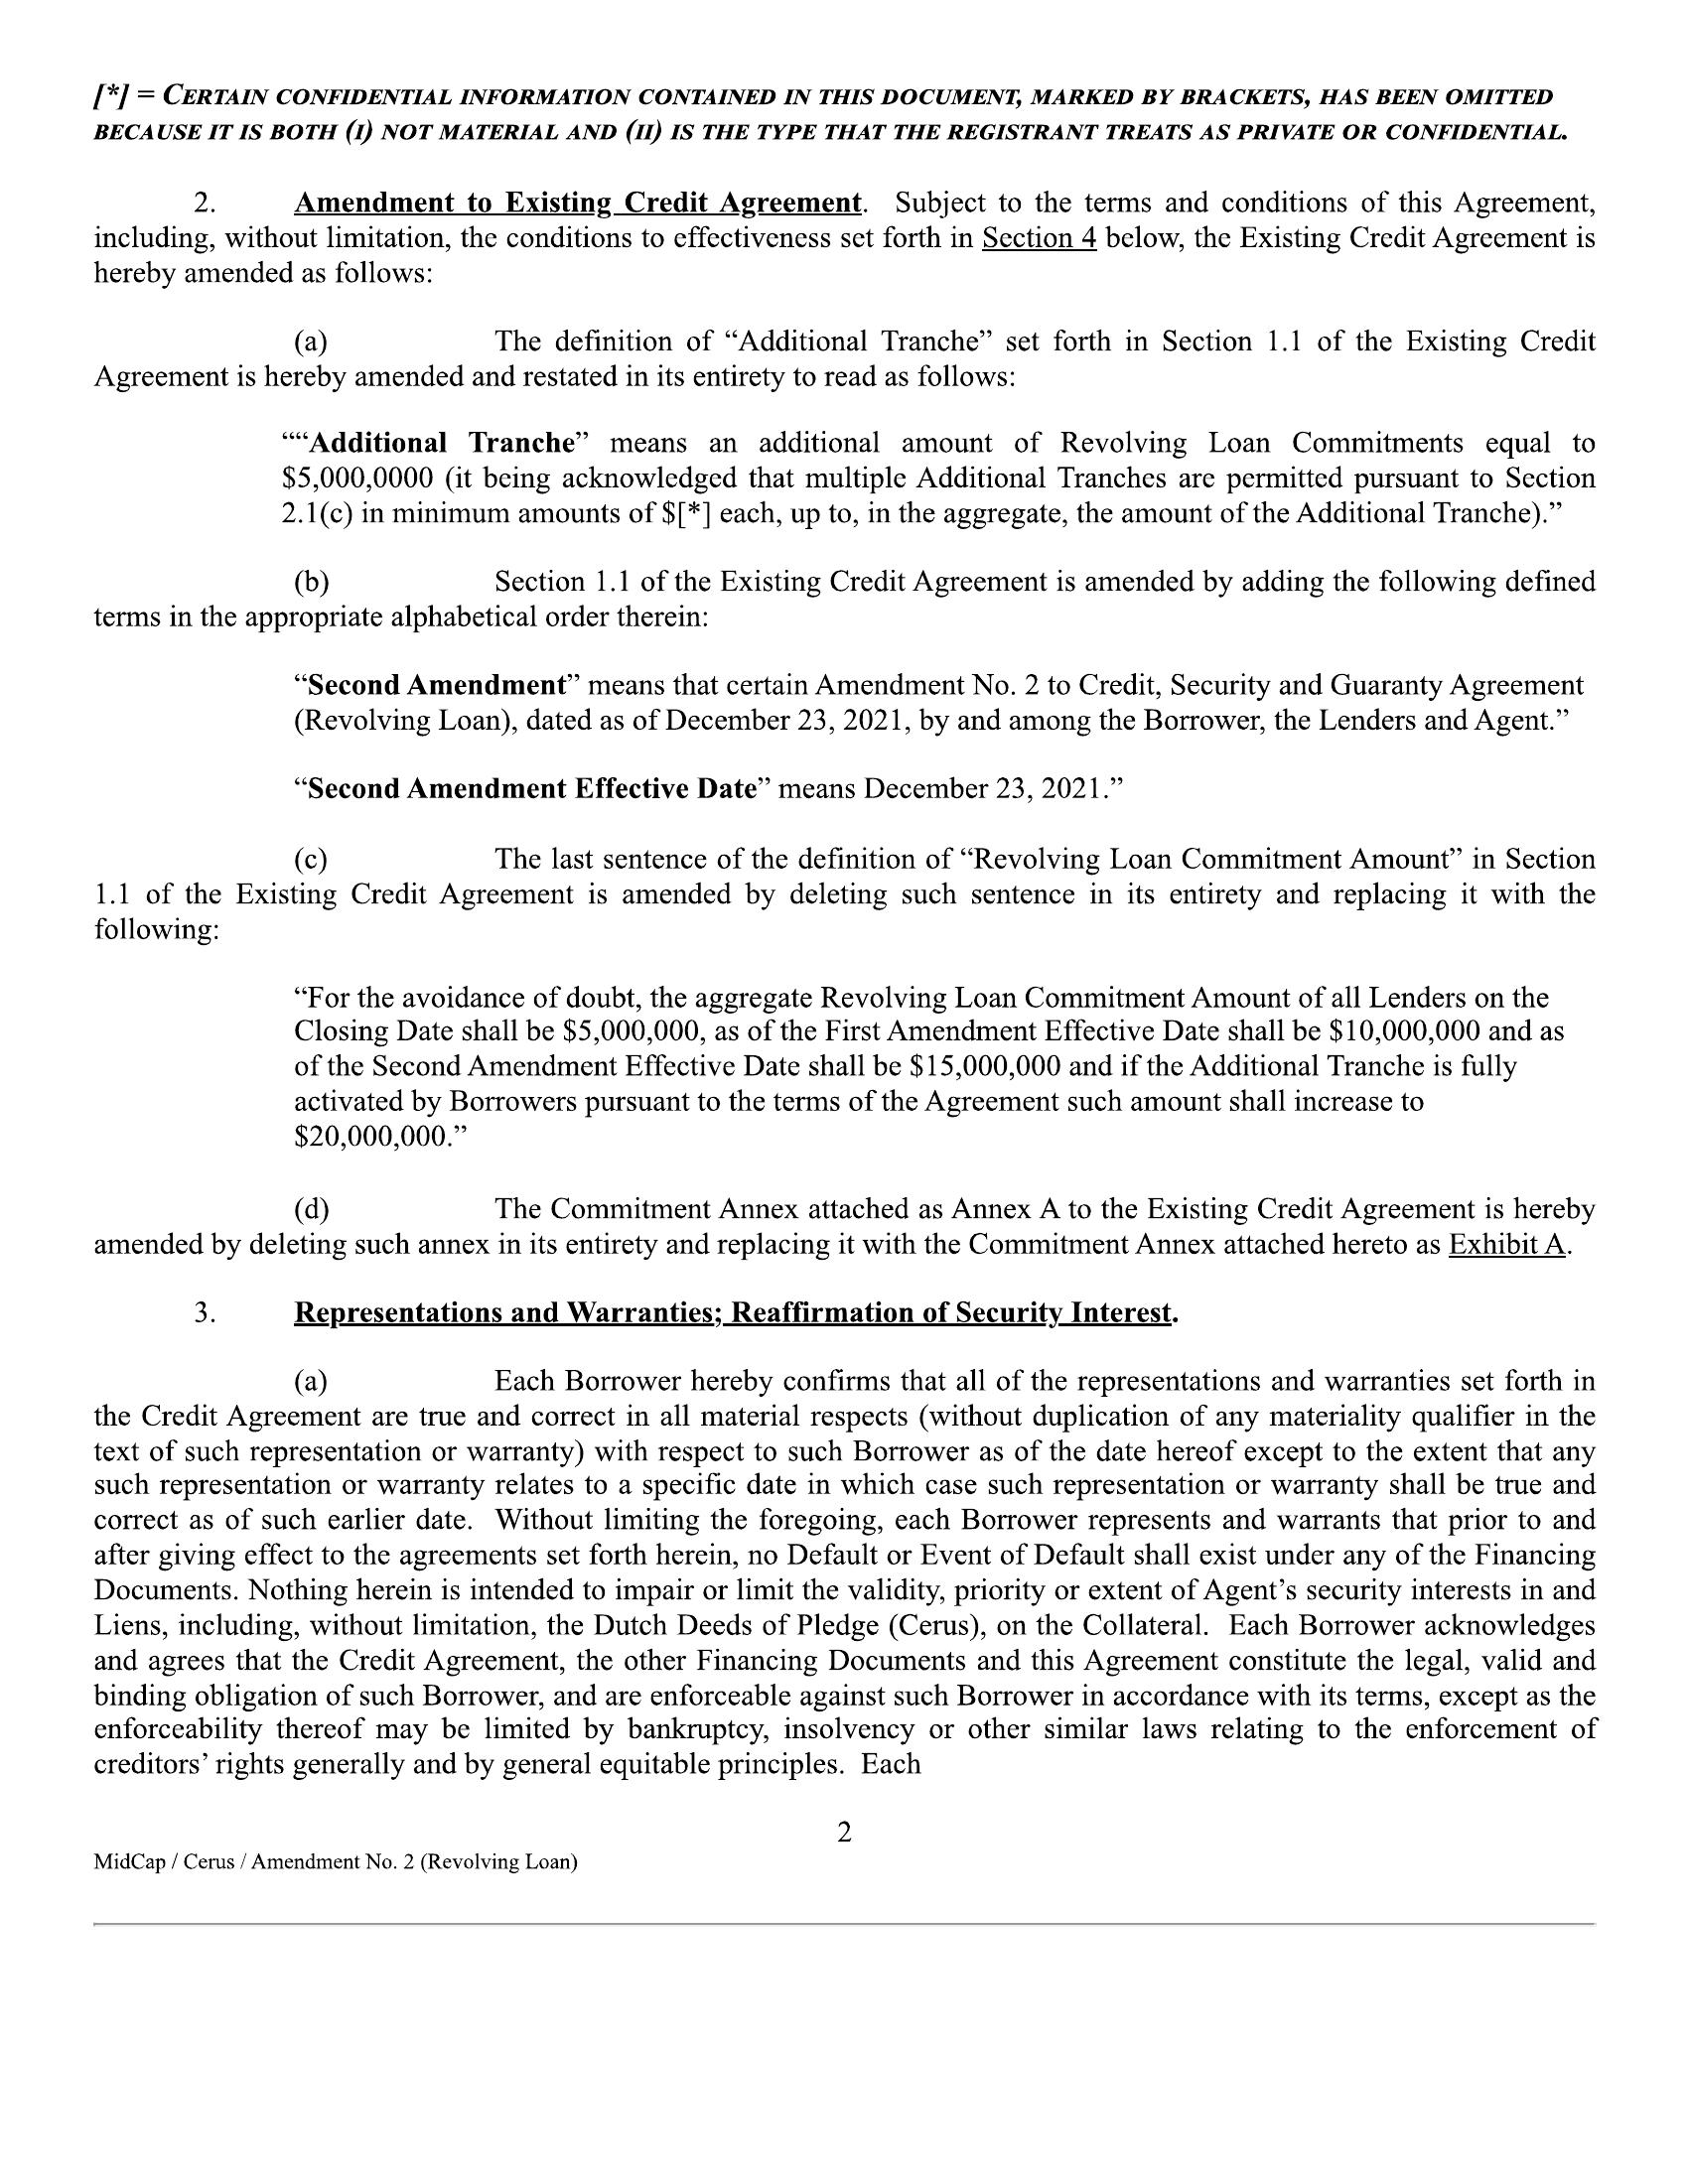 [*] = CERTAIN CONFIDENTIAL INFORMATION CONTAINED IN THIS DOCUMENT, MARKED BY BRACKETS, HAS BEEN OMITTED
BECAUSE IT IS BOTH (I) NOT MATERIAL AND (II) IS THE TYPE THAT THE REGISTRANT TREATS AS PRIVATE OR CONFIDENTIAL.
2. Amendment to Existing Credit Agreement. Subject to the terms and conditions of this Agreement,
including, without limitation, the conditions to effectiveness set forth in Section 4 below, the Existing Credit Agreement is
hereby amended as follows:
(a) The definition of “Additional Tranche” set forth in Section 1.1 of the Existing Credit
Agreement is hereby amended and restated in its entirety to read as follows:
““Additional Tranche” means an additional amount of Revolving Loan Commitments equal to
$5,000,0000 (it being acknowledged that multiple Additional Tranches are permitted pursuant to Section
2.1(c) in minimum amounts of $[*] each, up to, in the aggregate, the amount of the Additional Tranche).”
(b) Section 1.1 of the Existing Credit Agreement is amended by adding the following defined
terms in the appropriate alphabetical order therein:
“Second Amendment” means that certain Amendment No. 2 to Credit, Security and Guaranty Agreement
(Revolving Loan), dated as of December 23, 2021, by and among the Borrower, the Lenders and Agent.”
“Second Amendment Effective Date” means December 23, 2021.”
(c) The last sentence of the definition of “Revolving Loan Commitment Amount” in Section
1.1 of the Existing Credit Agreement is amended by deleting such sentence in its entirety and replacing it with the
following:
“For the avoidance of doubt, the aggregate Revolving Loan Commitment Amount of all Lenders on the
Closing Date shall be $5,000,000, as of the First Amendment Effective Date shall be $10,000,000 and as
of the Second Amendment Effective Date shall be $15,000,000 and if the Additional Tranche is fully
activated by Borrowers pursuant to the terms of the Agreement such amount shall increase to
$20,000,000.”
(d) The Commitment Annex attached as Annex A to the Existing Credit Agreement is hereby
amended by deleting such annex in its entirety and replacing it with the Commitment Annex attached hereto as Exhibit A.
3. Representations and Warranties; Reaffirmation of Security Interest.
(a) Each Borrower hereby confirms that all of the representations and warranties set forth in
the Credit Agreement are true and correct in all material respects (without duplication of any materiality qualifier in the
text of such representation or warranty) with respect to such Borrower as of the date hereof except to the extent that any
such representation or warranty relates to a specific date in which case such representation or warranty shall be true and
correct as of such earlier date. Without limiting the foregoing, each Borrower represents and warrants that prior to and
after giving effect to the agreements set forth herein, no Default or Event of Default shall exist under any of the Financing
Documents. Nothing herein is intended to impair or limit the validity, priority or extent of Agent’s security interests in and
Liens, including, without limitation, the Dutch Deeds of Pledge (Cerus), on the Collateral. Each Borrower acknowledges
and agrees that the Credit Agreement, the other Financing Documents and this Agreement constitute the legal, valid and
binding obligation of such Borrower, and are enforceable against such Borrower in accordance with its terms, except as the
enforceability thereof may be limited by bankruptcy, insolvency or other similar laws relating to the enforcement of
creditors’ rights generally and by general equitable principles. Each
2
MidCap / Cerus / Amendment No. 2 (Revolving Loan)